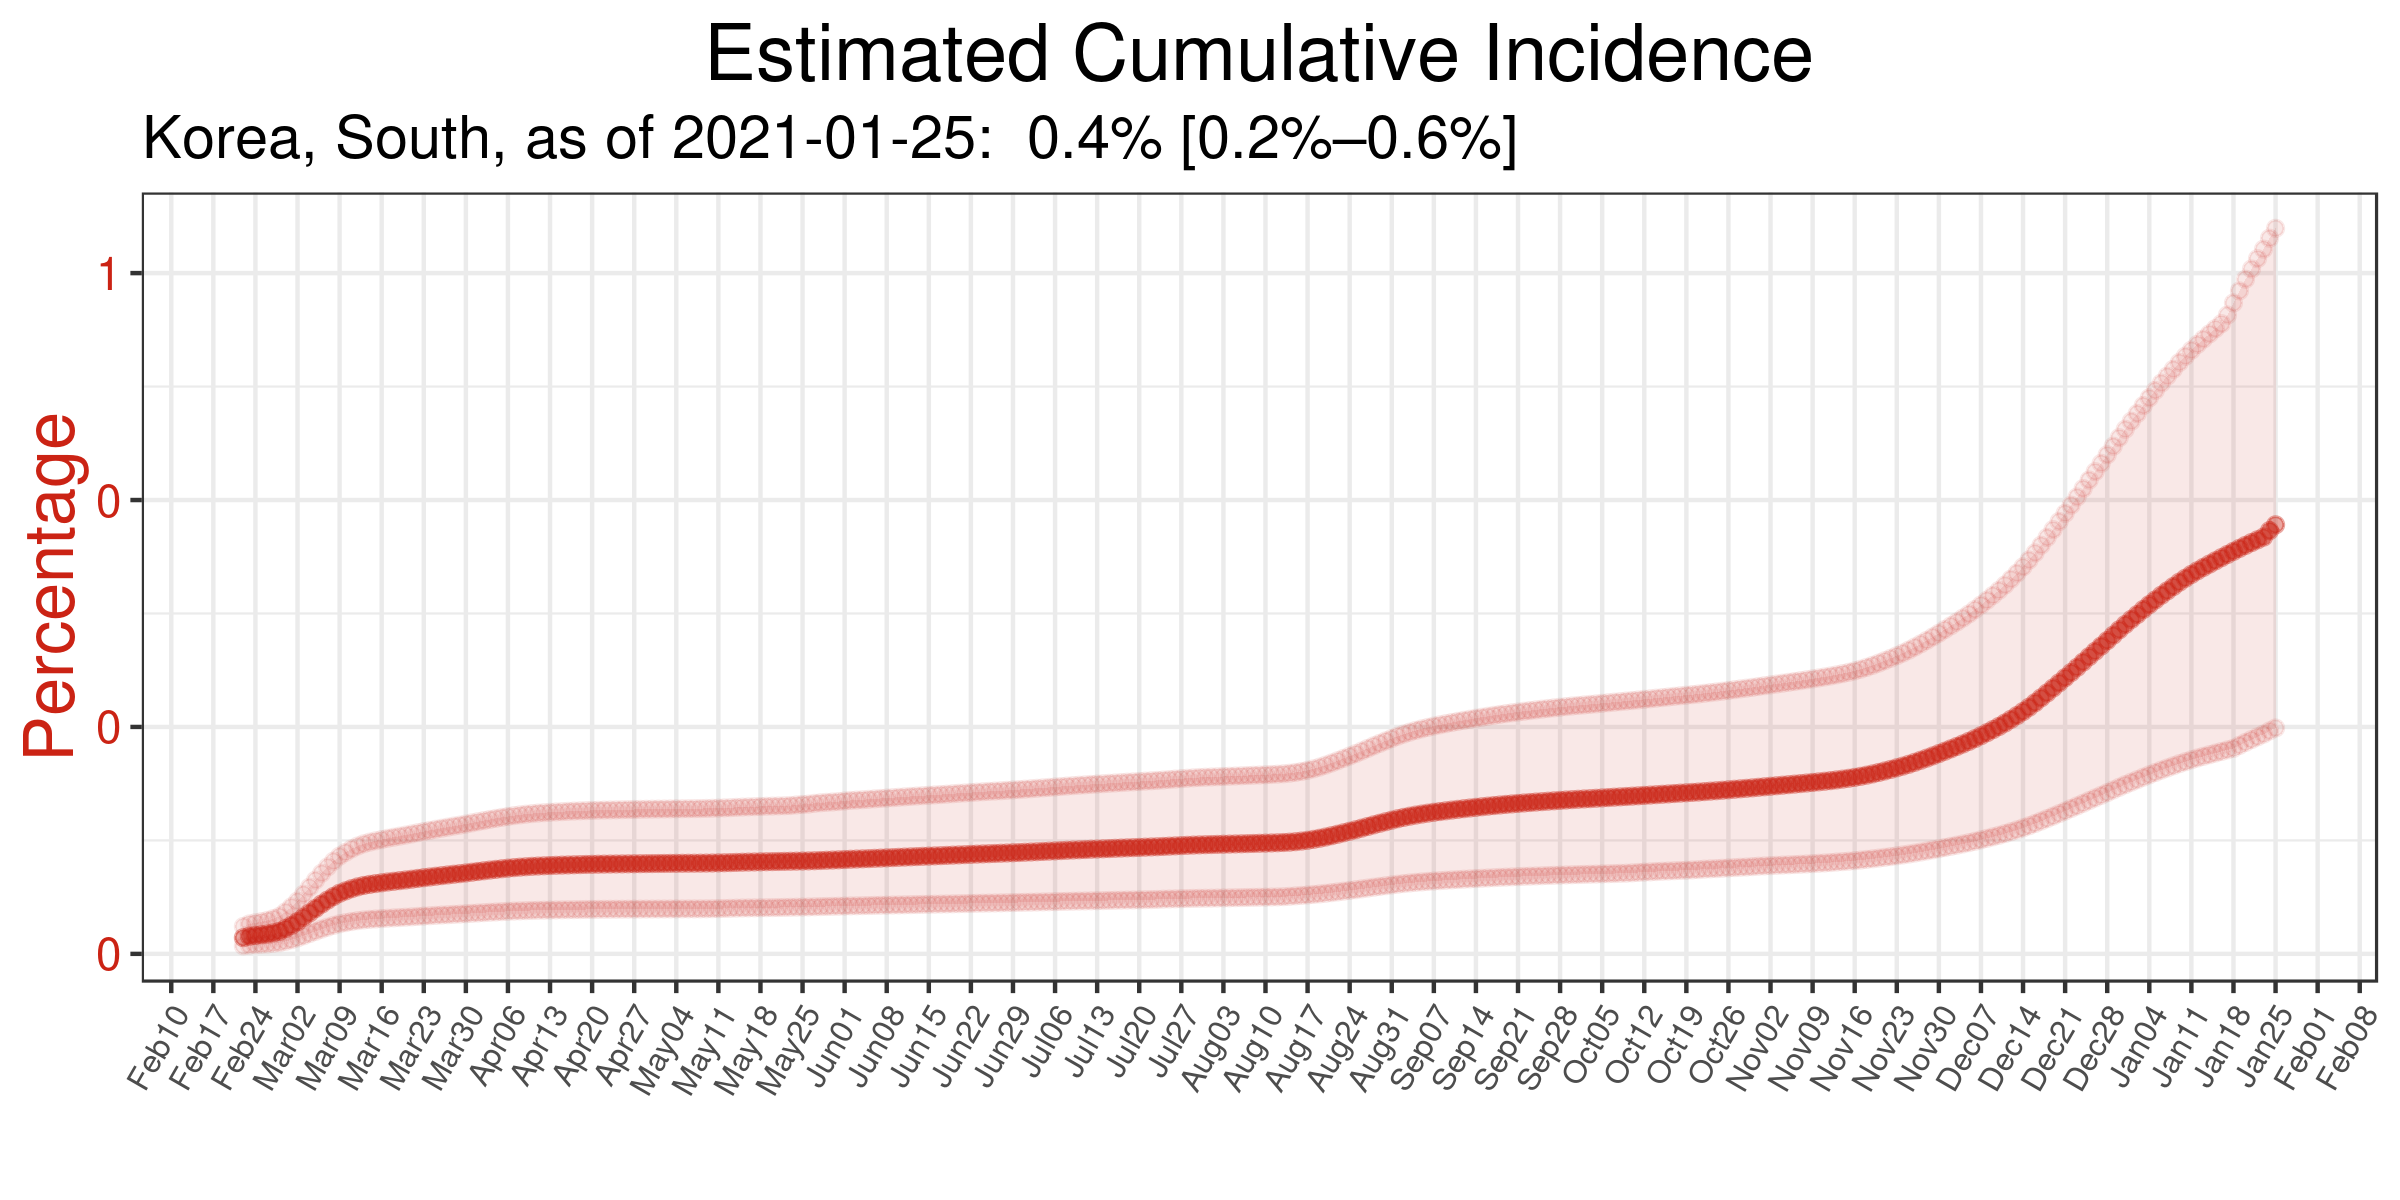 Estimated Cumulative Incidence
Korea, South, as of 2021-01-25:  0.4% [0.2%–0.6%]
Percentage
1
0
0
0
Feb10
Feb17
Feb24
Mar02
Mar09
Mar16
Mar23
Mar30
Apr06
Apr13
Apr20
Apr27
May04
May11
May18
May25
Jun01
Jun08
Jun15
Jun22
Jun29
Jul06
Jul13
Jul20
Jul27
Aug03
Aug10
Aug17
Aug24
Aug31
Sep07
Sep14
Sep21
Sep28
Oct05
Oct12
Oct19
Oct26
Nov02
Nov09
Nov16
Nov23
Nov30
Dec07
Dec14
Dec21
Dec28
Jan04
Jan11
Jan18
Jan25
Feb01
Feb08